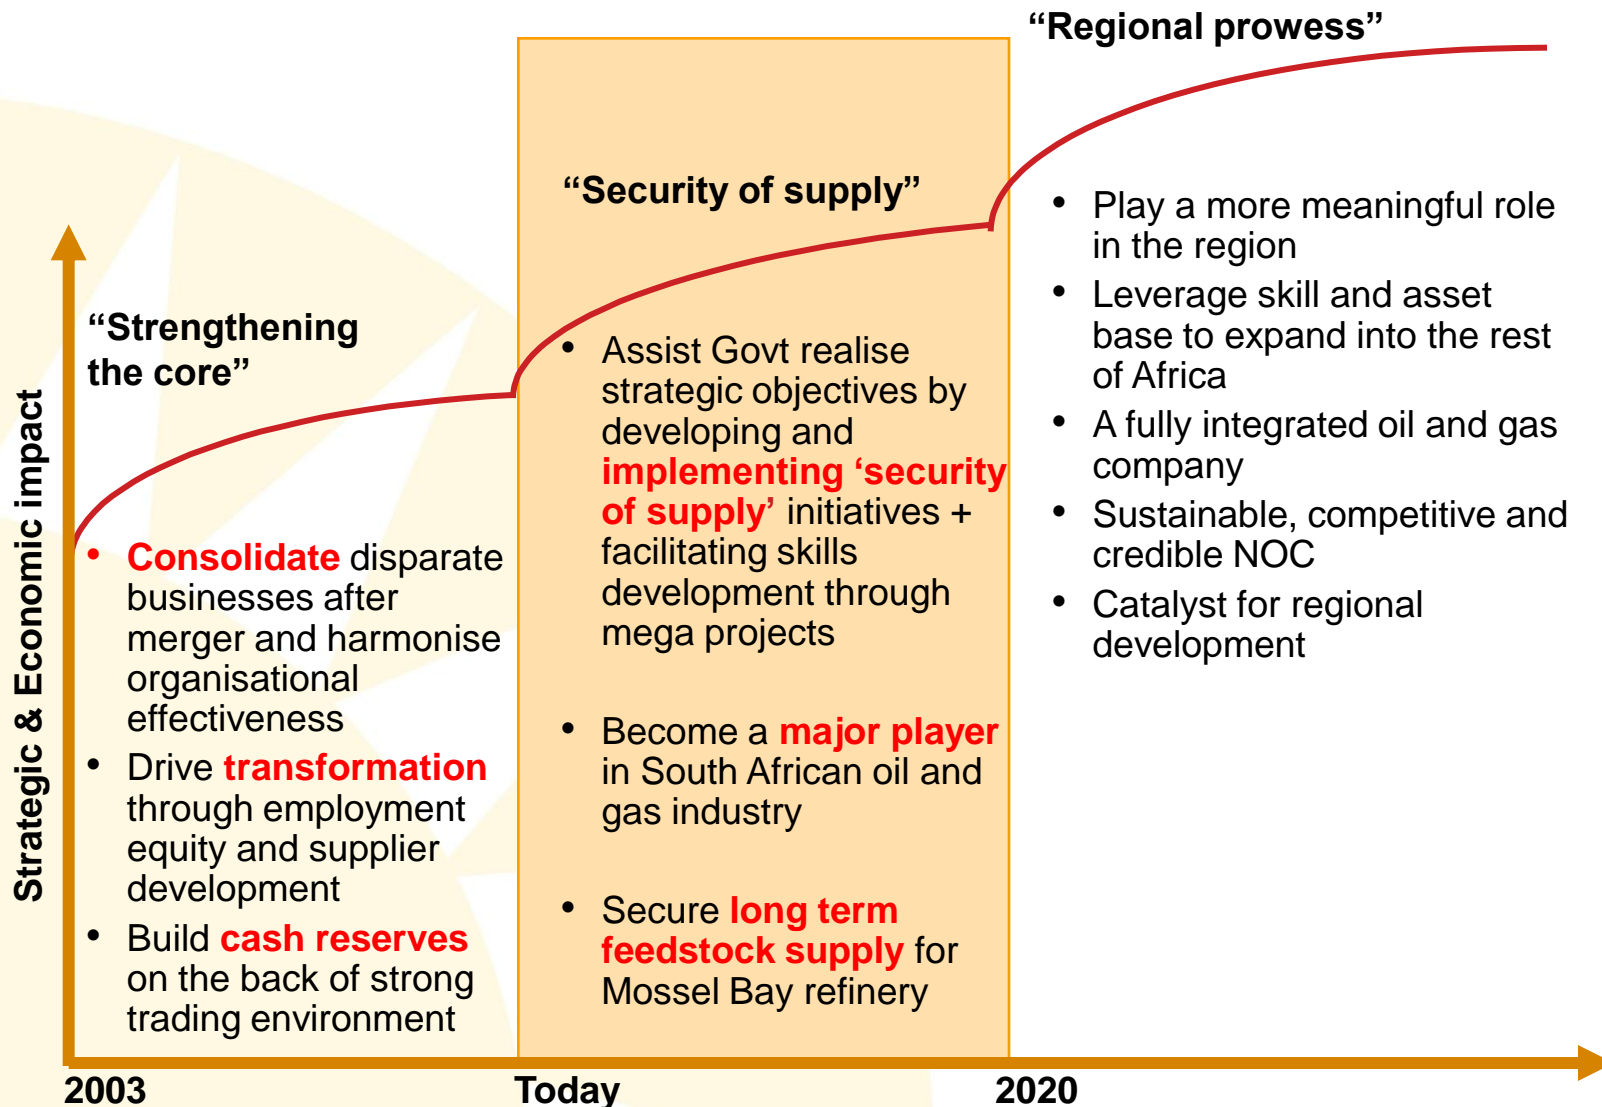 “Regional prowess”
“Security of supply”
“Strengthening
the core”
Strategic & Economic impact
• Consolidate disparate
businesses after
merger and harmonise
organisational
effectiveness
• Drive transformation
through employment
equity and supplier
development
• Build cash reserves
on the back of strong
trading environment
• Assist Govt realise
strategic objectives by
developing and
implementing ‘security
of supply’ initiatives +
facilitating skills
development through
mega projects
• Become a major player
in South African oil and
gas industry
• Secure long term
feedstock supply for
Mossel Bay refinery
• Play a more meaningful role
in the region
• Leverage skill and asset
base to expand into the rest
of Africa
• A fully integrated oil and gas
company
• Sustainable, competitive and
credible NOC
• Catalyst for regional
development
2003
Today
2020